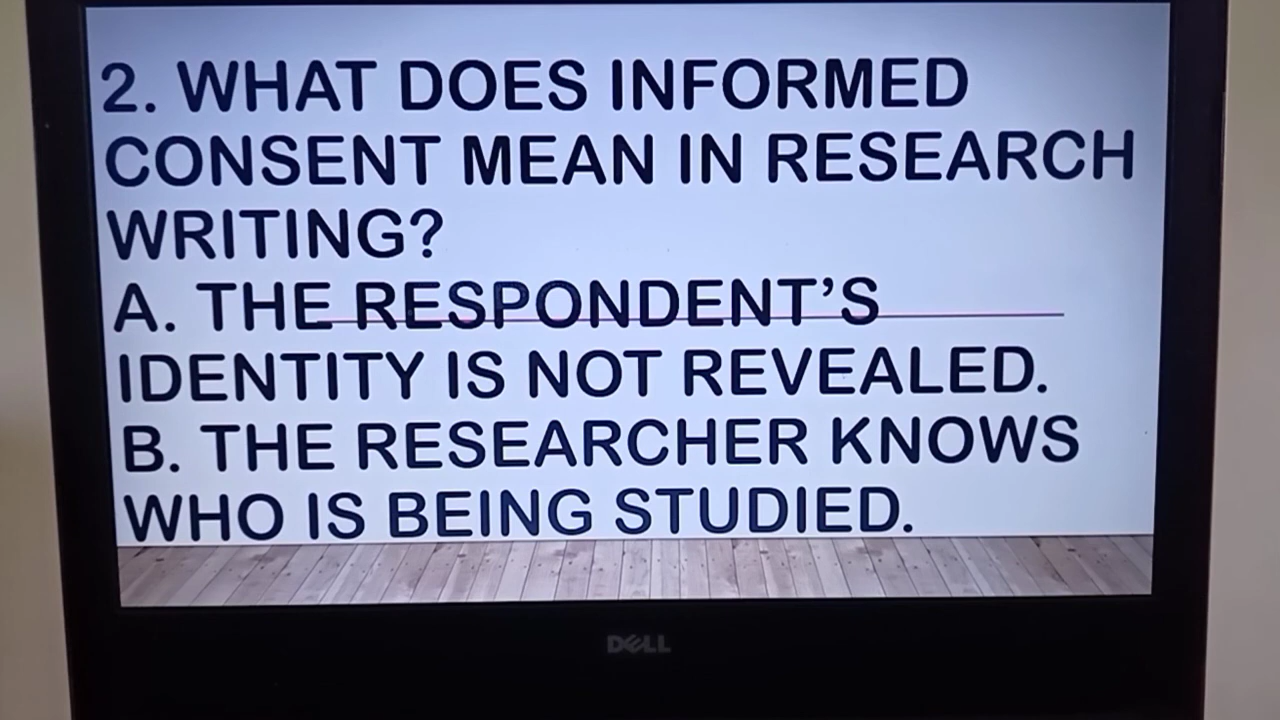 2. WHAT DOES INFORMED
CONSENT MEAN IN RESEARCH
WRITING?
A. THE RESPONDENT'S
IDENTITY IS NOT REVEALED.
B. THE RESEARCHER KNOWS
WHO IS BEING STUDIED.
DELL